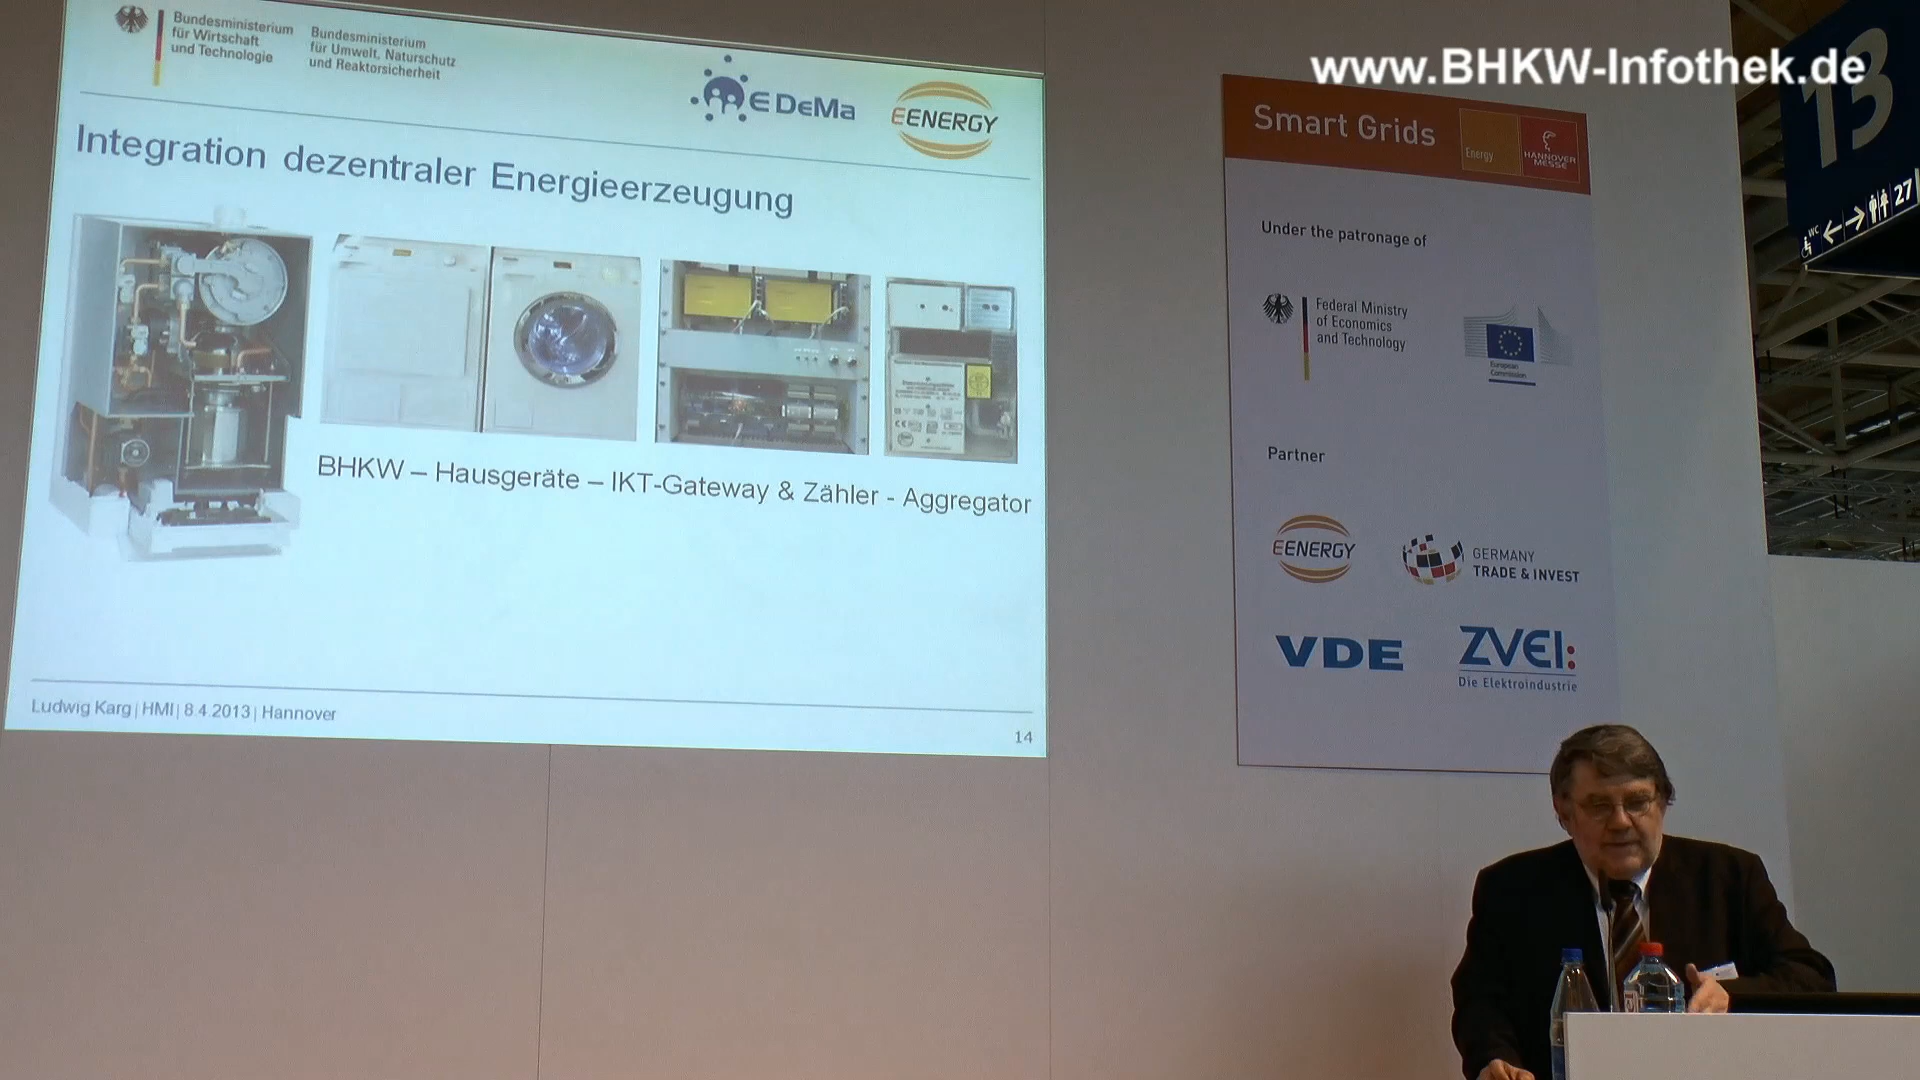 Bundesministerium
für Wirtschaft
und Technologie
Bundesministerium
für Umwelt, Naturschutz
und Reaktorsicherheit
E DeMa
EENERGY
Integration dezentraler Energieerzeugung
BHKW – Hausgeräte – IKT-Gateway & Zähler - Aggregator
Ludwig Karg | HMI | 8.4.2013 | Hannover
14
www.BHKW-Infothek.de
Smart Grids
Energy
HANNOVER
MESSE
Under the patronage of
Federal Ministry
of Economics
and Technology
European
Commission
Partner
EENERGY
GERMANY
TRADE & INVEST
VDE
ZVEI:
Die Elektroindustrie
13
WC
27